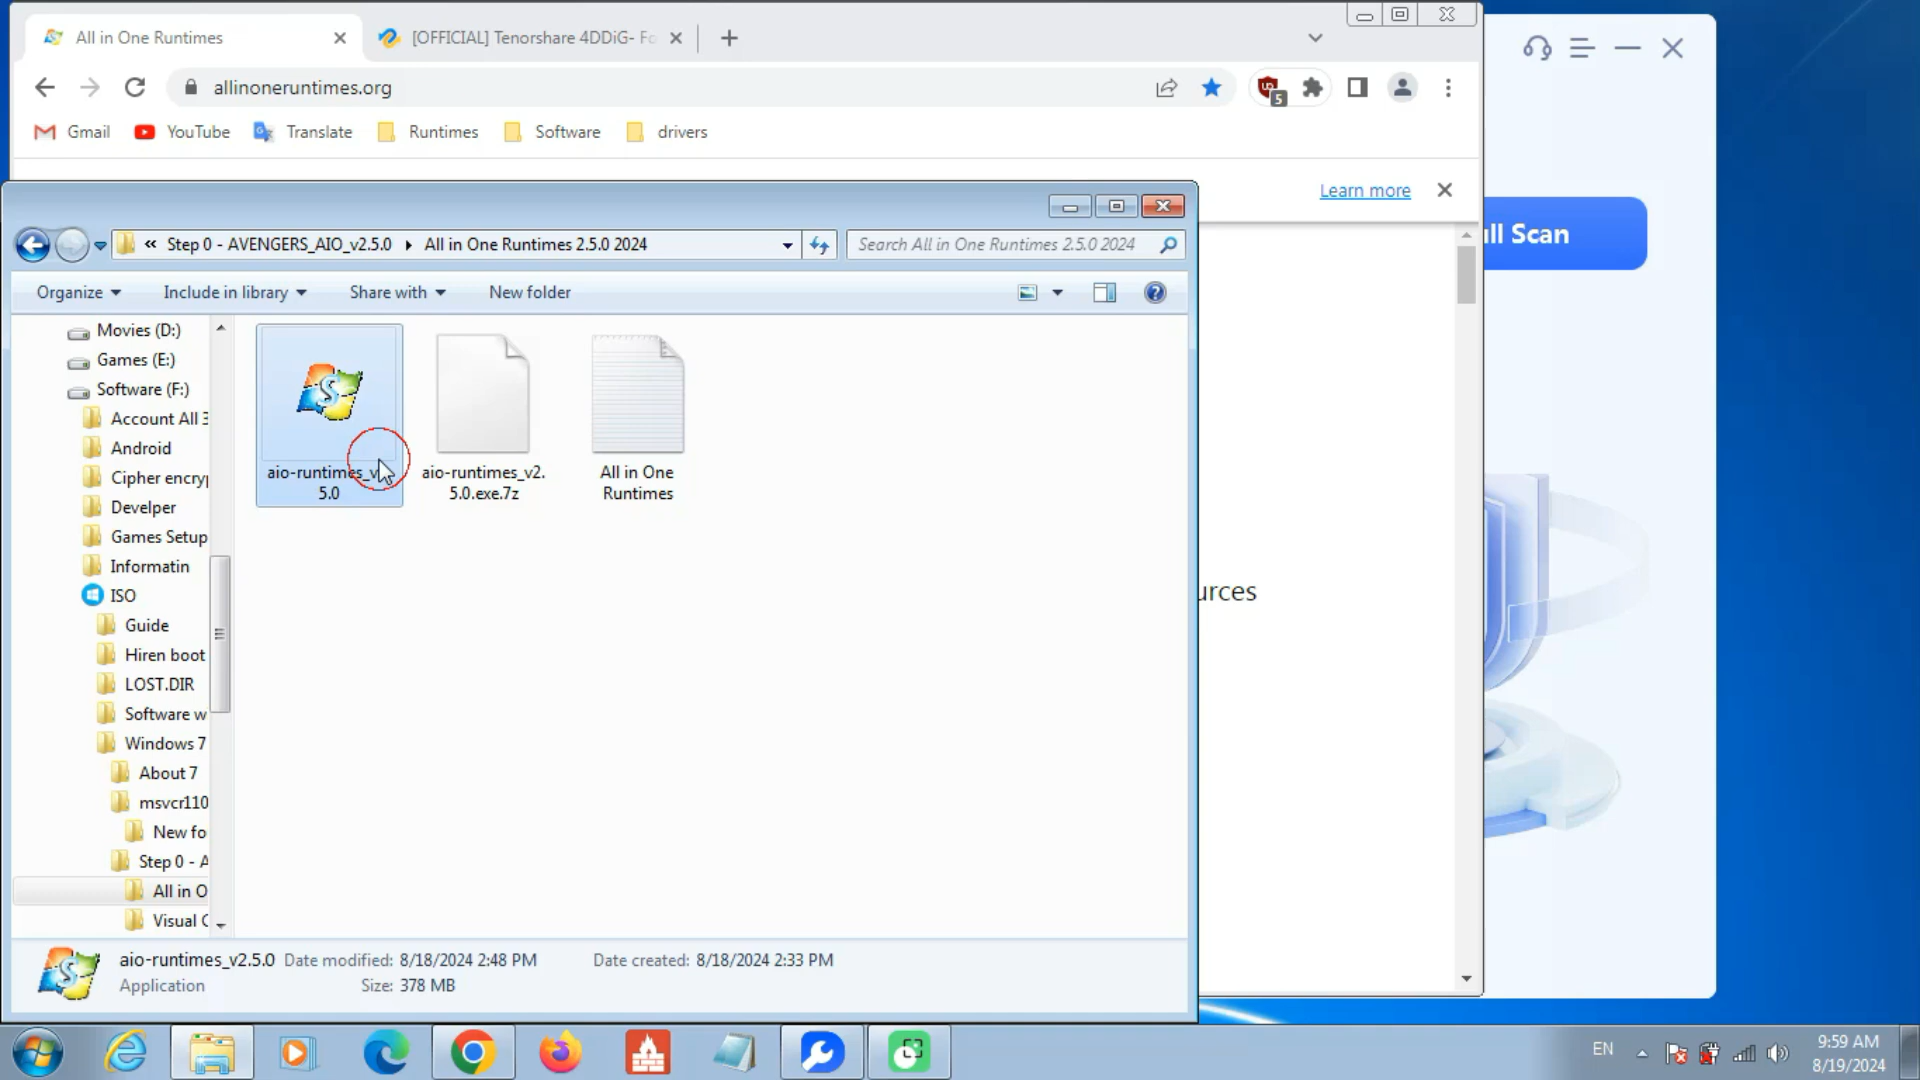 All in One Runtimes
[OFFICIAL] Tenorshare 4DDiG- Fo
allinoneruntimes.org
5
Gmail
YouTube
Translate
Runtimes
Software
drivers
Learn more
ll Scan
« Step 0 - AVENGERS_AIO_v2.5.0 ▸ All in One Runtimes 2.5.0 2024
Search All in One Runtimes 2.5.0 2024
Organize
Include in library
Share with
New folder
Movies (D:)
Games (E:)
Software (F:)
Account All 3
Android
Cipher encry
Develper
Games Setup
Informatin
ISO
Guide
Hiren boot
LOST.DIR
Software w
Windows 7
About 7
msvcr110
New fo
Step 0 - A
All in O
Visual C
aio-runtimes_v
5.0
aio-runtimes_v2.
5.0.exe.7z
All in One
Runtimes
urces
aio-runtimes_v2.5.0 Date modified: 8/18/2024 2:48 PM Date created: 8/18/2024 2:33 PM
Application Size: 378 MB
EN
9:59 AM
8/19/2024